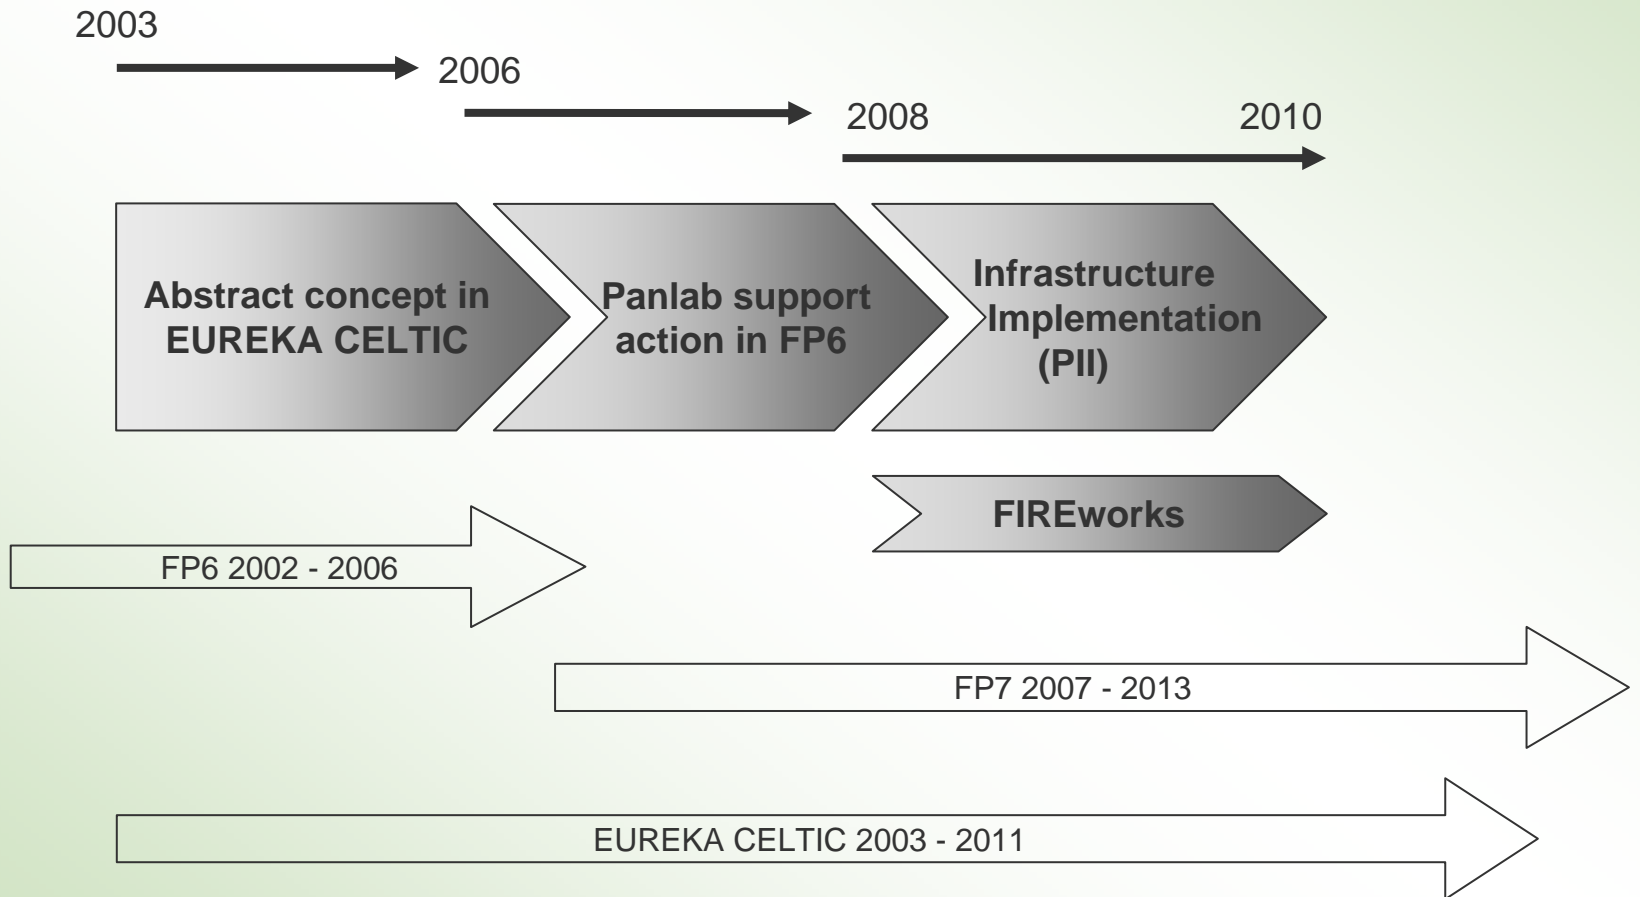 2003
2006
2008
2010
Abstract concept in
EUREKA CELTIC
Panlab support
action in FP6
Infrastructure
Implementation
(PII)
FIREworks
FP6 2002 - 2006
FP7 2007 - 2013
EUREKA CELTIC 2003 - 2011